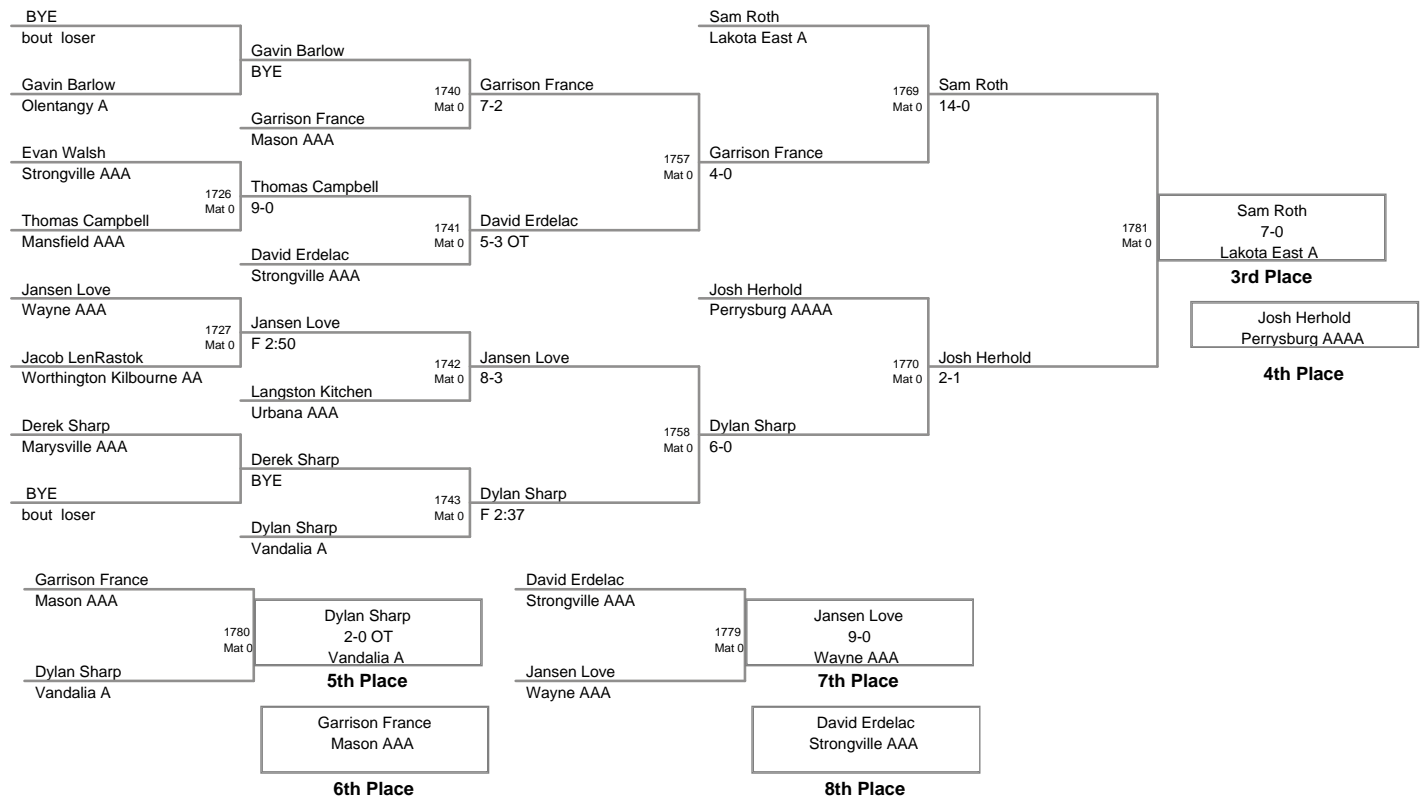 BYE
bout loser
Gavin Barlow
Olentangy A
Evan Walsh
Strongville AAA
1726
Mat 0
Thomas Campbell
Mansfield AAA
Jansen Love
Wayne AAA
1727
Mat 0
Jacob LenRastok
Worthington Kilbourne AA
Derek Sharp
Marysville AAA
BYE
bout loser
Gavin Barlow
BYE
1740
Mat 0
Garrison France
Mason AAA
Thomas Campbell
9-0
1741
Mat 0
David Erdelac
Strongville AAA
Jansen Love
F 2:50
1742
Mat 0
Langston Kitchen
Urbana AAA
Derek Sharp
BYE
1743
Mat 0
Dylan Sharp
Vandalia A
Garrison France
7-2
1757
Mat 0
David Erdelac
5-3 OT
Jansen Love
8-3
1758
Mat 0
Dylan Sharp
F 2:37
Sam Roth
Lakota East A
1769
Mat 0
Garrison France
4-0
Josh Herhold
Perrysburg AAAA
1770
Mat 0
Dylan Sharp
6-0
Sam Roth
14-0
1781
Mat 0
Josh Herhold
2-1
Sam Roth
7-0
Lakota East A
3rd Place
Josh Herhold
Perrysburg AAAA
4th Place
Garrison France
Mason AAA
1780
Mat 0
Dylan Sharp
Vandalia A
Dylan Sharp
2-0 OT
Vandalia A
5th Place
Garrison France
Mason AAA
6th Place
David Erdelac
Strongville AAA
1779
Mat 0
Jansen Love
Wayne AAA
Jansen Love
9-0
Wayne AAA
7th Place
David Erdelac
Strongville AAA
8th Place